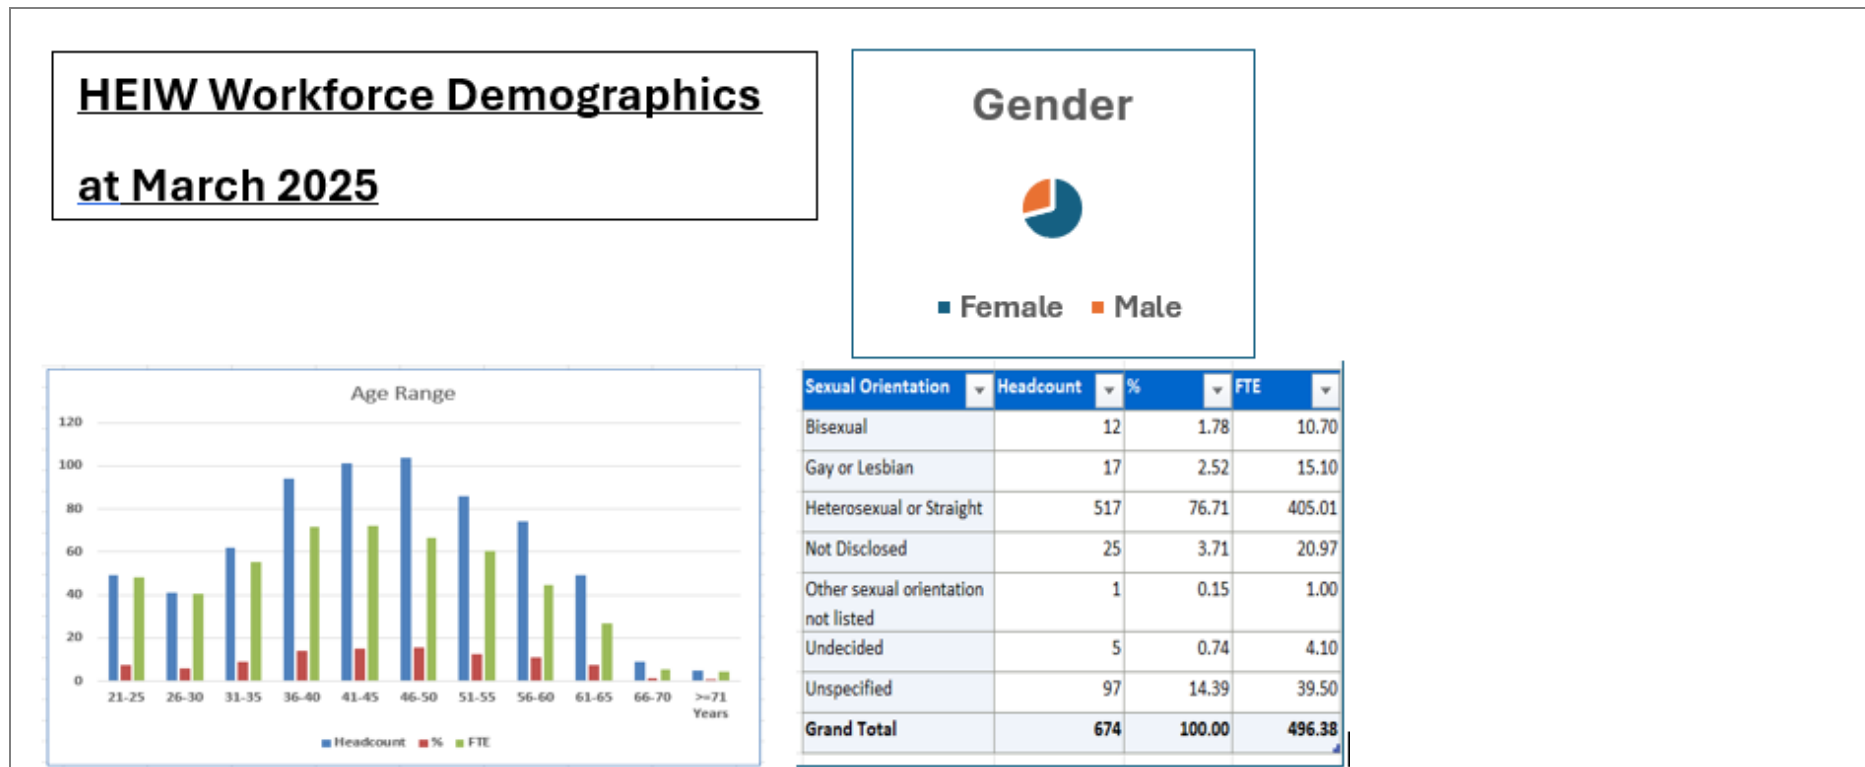 HEIW Workforce Demographics
at March 2025
Gender
Female Male
Age Range
120
100
80
60
40
20
0
21-25 26-30 31-35 36-40 41-45 46-50 51-55 56-60 61-65 66-70 >=71
Years
Headcount % FTE
Sexual Orientation Headcount % FTE
Bisexual 12 1.78 10.70
Gay or Lesbian 17 2.52 15.10
Heterosexual or Straight 517 76.71 405.01
Not Disclosed 25 3.71 20.97
Other sexual orientation 1 0.15 1.00
not listed
Undecided 5 0.74 4.10
Unspecified 97 14.39 39.50
Grand Total 674 100.00 496.38